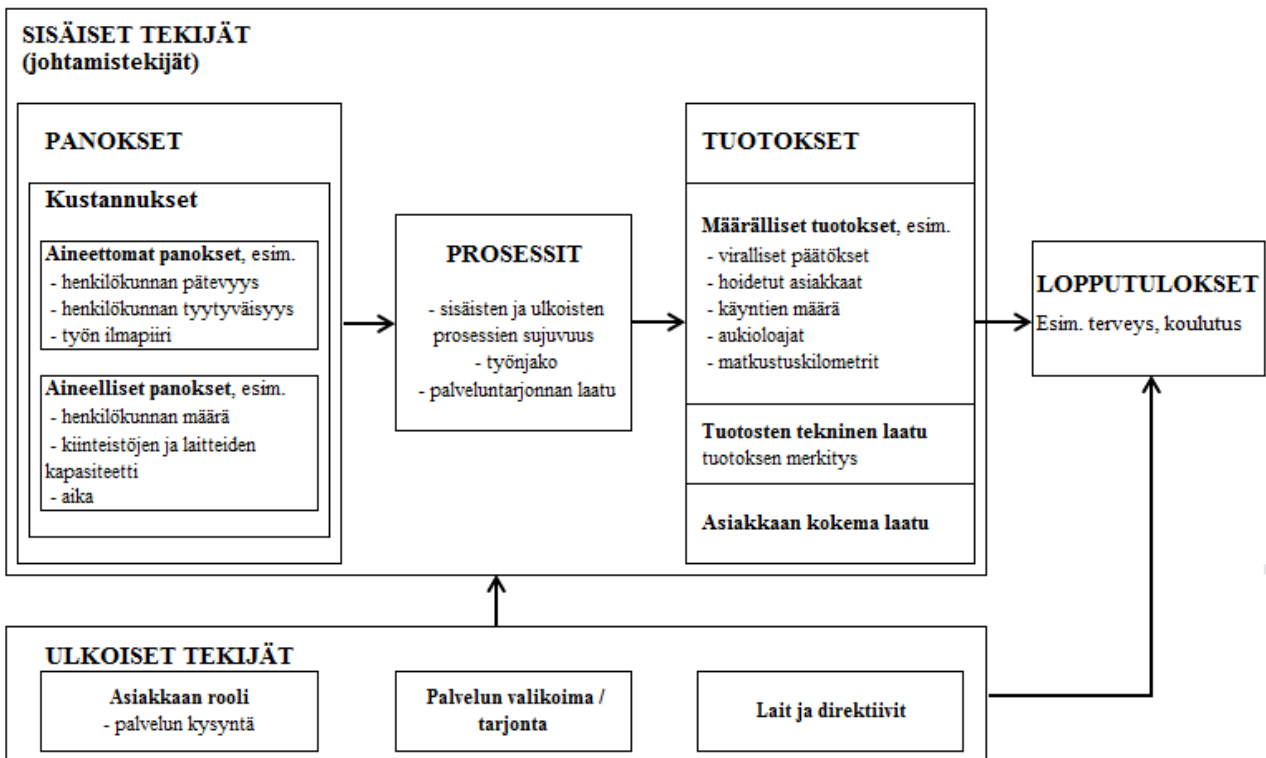 SISÄISET TEKIJÄT
(johtamistekijät)
PANOKSET
Kustannukset
Aineettomat panokset, esim.
- henkilökunnan pätevyys
- henkilökunnan tyytyväisyys
- työn ilmapiiri
Aineelliset panokset, esim.
- henkilökunnan määrä
- kiinteistöjen ja laitteiden
kapasiteetti
- aika
PROSESSIT
- sisäisten ja ulkoisten
prosessien sujuvuus
- työnjako
- palveluntarjonnan laatu
TUOTOKSET
Määrälliset tuotokset, esim.
- viralliset päätökset
- hoidetut asiakkaat
- käyntien määrä
- aukioloajat
- matkustuskilometrit
Tuotosten tekninen laatu
tuotoksen merkitys
Asiakkaan kokema laatu
LOPPUTULOKSET
Esim. terveys, koulutus
ULKOISET TEKIJÄT
Asiakkaan rooli
- palvelun kysyntä
Palvelun valikoima /
tarjonta
Lait ja direktiivit